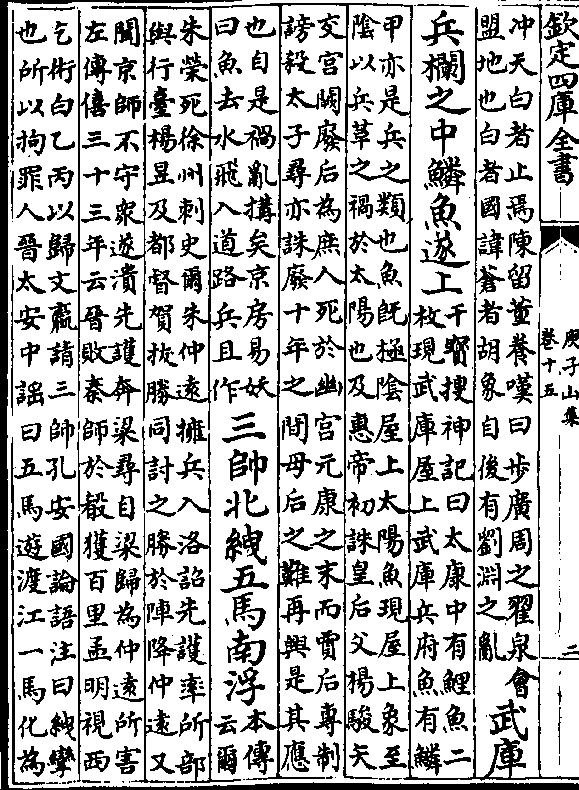 欽定四庫全書
庾子山集
卷十五
二
冲天白者止焉陳留董養嘆曰步廣周之翟泉會
盟地也白者國諱蒼者胡象自後有劉淵之亂
武庫
兵欄之中鱗魚遂上
干寶搜神記曰太康中有鯉魚二
枚現武庫屋上武庫兵府魚有鱗
甲亦是兵之類也魚既極陰屋上太陽魚現屋上象至
陰以兵革之禍於太陽也及惠帝初誅皇后父楊駿矢
交宮闕廢后為庶人死於幽宮元康之末而賈后專制
謗毀太子尋亦誅廢十年之間母后之難再興是其應
也自是禍亂搆矣京房易妖
曰魚去水飛入道路兵且作
三帥北絏五馬南浮
本傳
云爾
朱榮死徐州刺史爾朱仲遠擁兵入洛詔先護率所部
與行臺楊昱及都督賀拔勝同討之勝於陣降仲遠又
聞京師不守衆遂潰先護奔梁尋自梁歸為仲遠所害
左傳僖三十三年云晉敗秦師於殽獲百里孟明視西
乞術白乙丙以歸文嬴請三帥孔安國論語注曰絏攣
也所以拘罪人晉太安中謠曰五馬遊渡江一馬化為